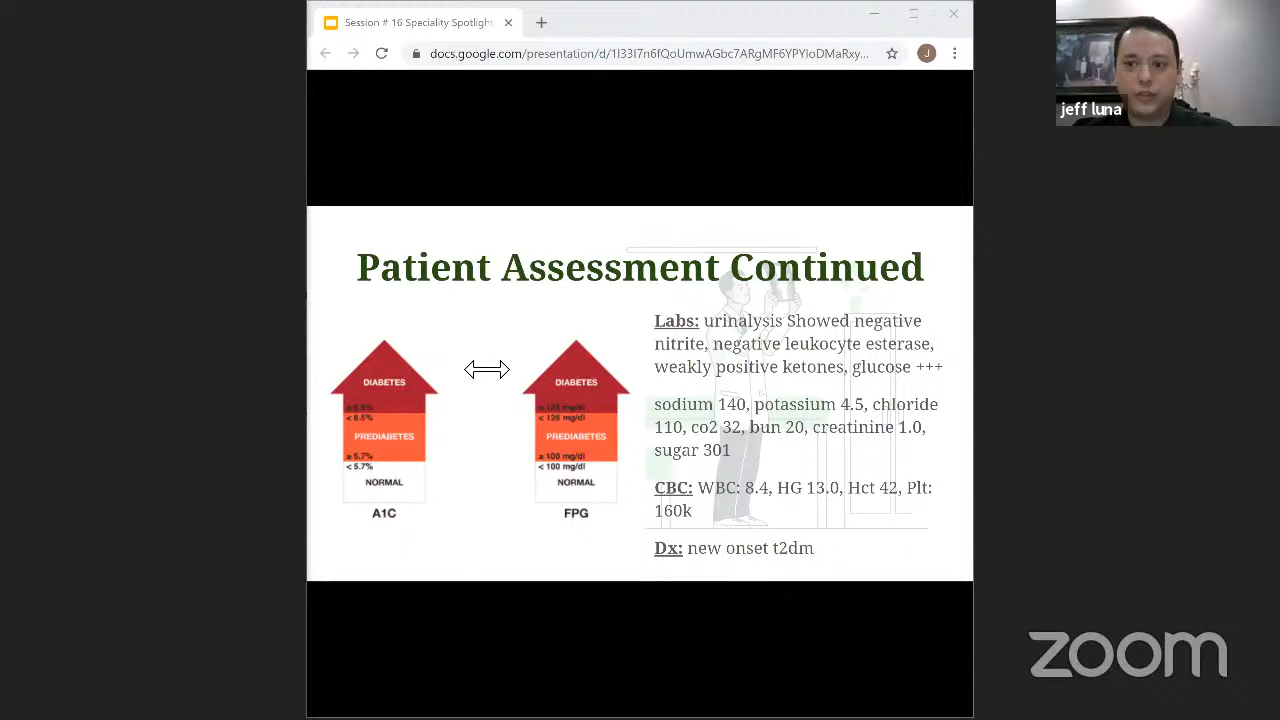 Session # 16 Speciality Spotlight
docs.google.com/presentation/d/
J
jeff luna
Patient Assessment Continued
Labs: urinalysis Showed negative
nitrite, negative leukocyte esterase,
weakly positive ketones, glucose +++
sodium 140, potassium 4.5, chloride
110, co2 32, bun 20, creatinine 1.0,
sugar 301
CBC: WBC: 8.4, HG 13.0, Hct 42, Plt:
160k
Dx: new onset t2dm
DIABETES
≥ 6.5%
< 6.5%
PREDIABETES
≥ 5.7%
< 5.7%
NORMAL
A1C
DIABETES
< 126 mg/dl
PREDIABETES
≥ 100 mg/dl
< 100 mg/dl
NORMAL
FPG
zoom